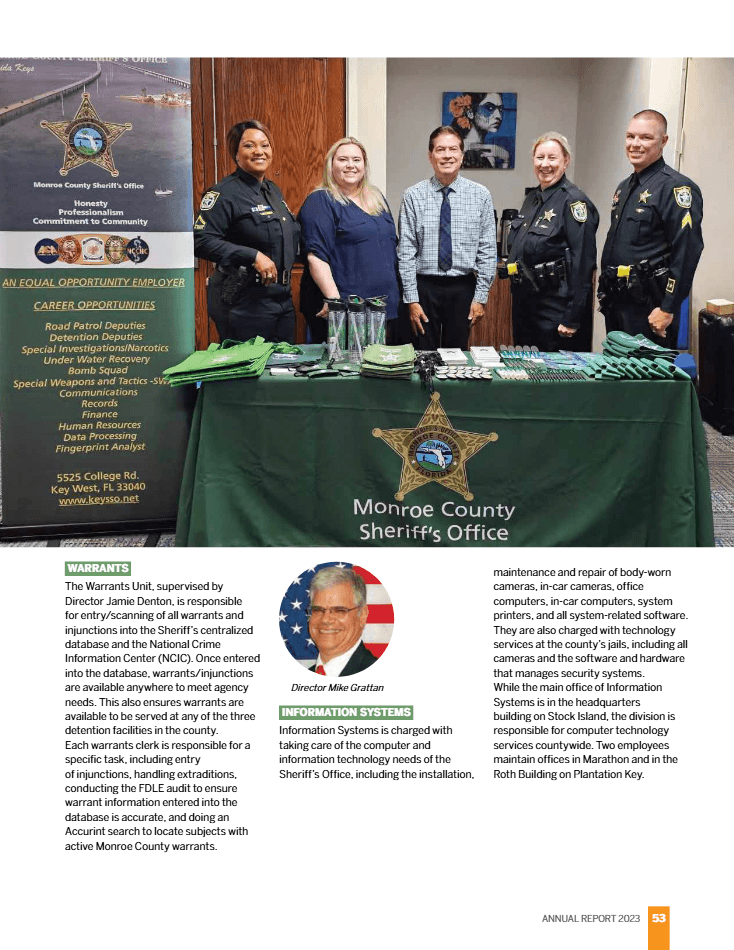 COUNTY SHERIFF'S OFFICE
ida Keys
Monroe County Sheriff's Office
Honesty
Professionalism
Commitment to Community
AN EQUAL OPPORTUNITY EMPLOYER
CAREER OPPORTUNITIES
Road Patrol Deputies
Detention Deputies
Special Investigations/Narcotics
Under Water Recovery
Bomb Squad
Special Weapons and Tactics -SW
Communications
Records
Finance
Human Resources
Data Processing
Fingerprint Analyst
5525 College Rd.
Key West, FL 33040
www.keysso.net
Monroe County
Sheriff's Office
WARRANTS
The Warrants Unit, supervised by
Director Jamie Denton, is responsible
for entry/scanning of all warrants and
injunctions into the Sheriff's centralized
database and the National Crime
Information Center (NCIC). Once entered
into the database, warrants/injunctions
are available anywhere to meet agency
needs. This also ensures warrants are
available to be served at any of the three
detention facilities in the county.
Each warrants clerk is responsible for a
specific task, including entry
of injunctions, handling extraditions,
conducting the FDLE audit to ensure
warrant information entered into the
database is accurate, and doing an
Accurint search to locate subjects with
active Monroe County warrants.
Director Mike Grattan
INFORMATION SYSTEMS
Information Systems is charged with
taking care of the computer and
information technology needs of the
Sheriff's Office, including the installation,
maintenance and repair of body-worn
cameras, in-car cameras, office
computers, in-car computers, system
printers, and all system-related software.
They are also charged with technology
services at the county's jails, including all
cameras and the software and hardware
that manages security systems.
While the main office of Information
Systems is in the headquarters
building on Stock Island, the division is
responsible for computer technology
services countywide. Two employees
maintain offices in Marathon and in the
Roth Building on Plantation Key.
ANNUAL REPORT 2023 53